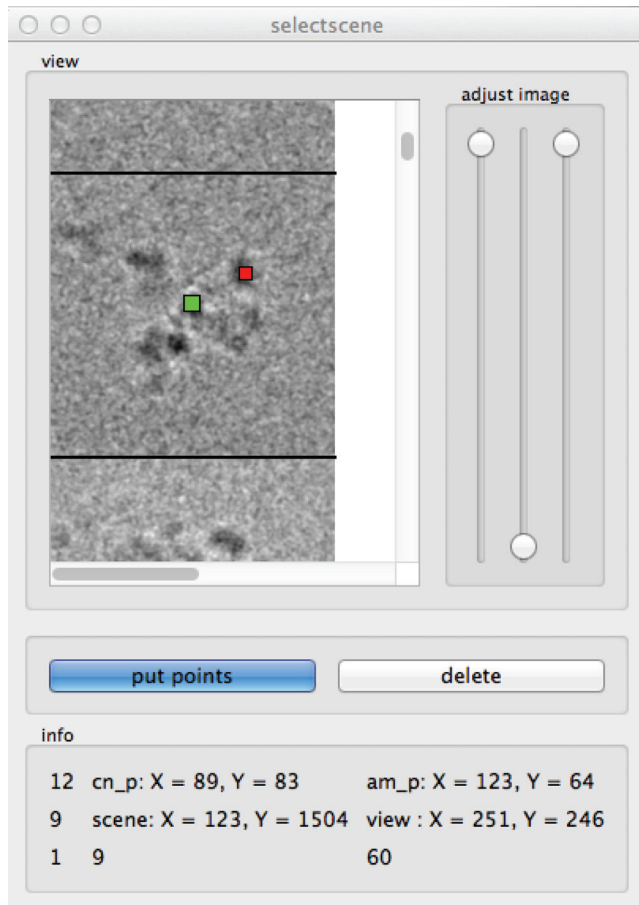 selectscene
view
adjust image
put points delete
info
12 cn_p: X = 89, Y = 83 am_p: X = 123, Y = 64
9 scene: X = 123, Y = 1504 view : X = 251, Y = 246
1 9 60